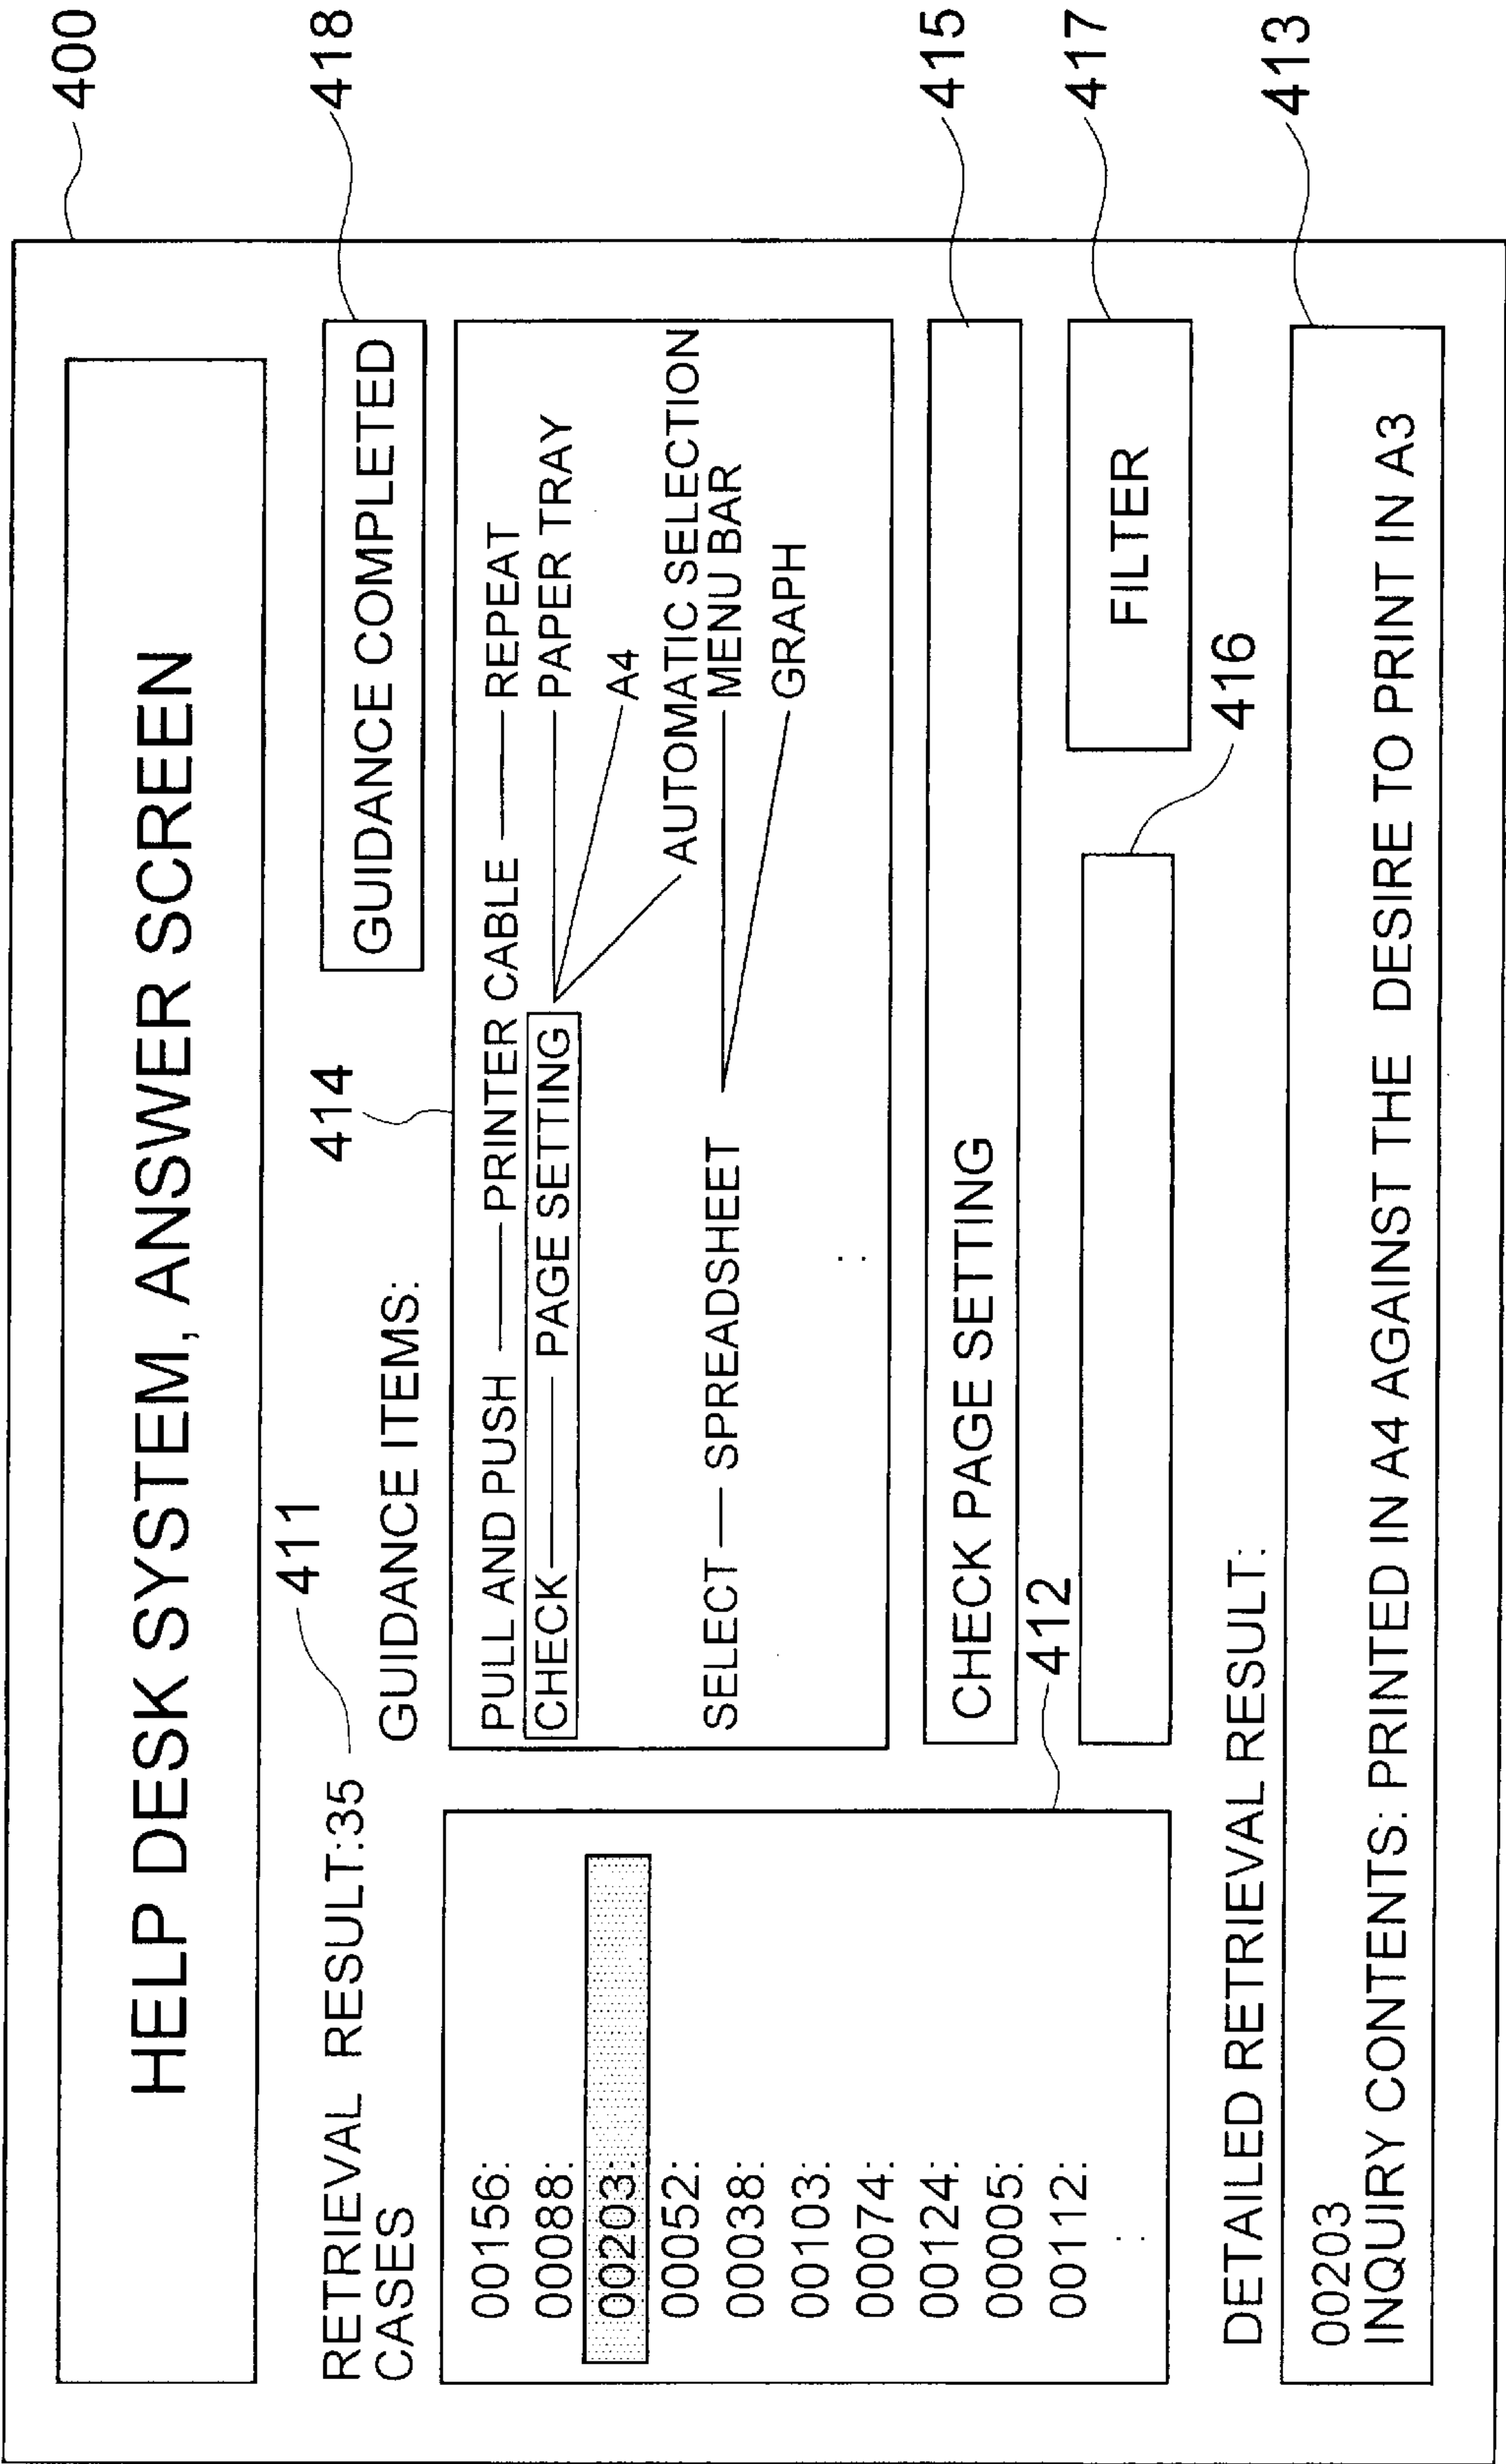 400
HELP DESK SYSTEM, ANSWER SCREEN
411
RETRIEVAL RESULT:35
CASES
414
418
GUIDANCE ITEMS:
GUIDANCE COMPLETED
00156:
00088:
00203:
00052:
00038:
00103:
00074:
00124:
00005:
00112:
:
PULL AND PUSH PRINTER CABLE REPEAT
CHECK PAGE SETTING PAPER TRAY
A4
AUTOMATIC SELECTION
SELECT SPREADSHEET MENU BAR
GRAPH
:
CHECK PAGE SETTING
415
412
FILTER
417
416
DETAILED RETRIEVAL RESULT:
413
00203
INQUIRY CONTENTS: PRINTED IN A4 AGAINST THE DESIRE TO PRINT IN A3